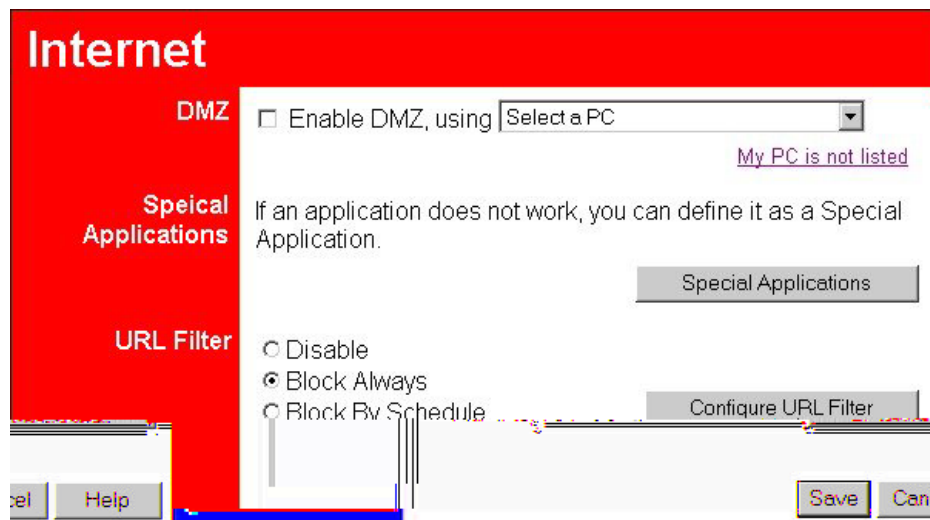 Internet
DMZ
Enable DMZ, using Select a PC
My PC is not listed
Speical
Applications
If an application does not work, you can define it as a Special
Application.
Special Applications
URL Filter
Disable
Block Always
Block By Schedule
Configure URL Filter
cel
Help
Save
Can